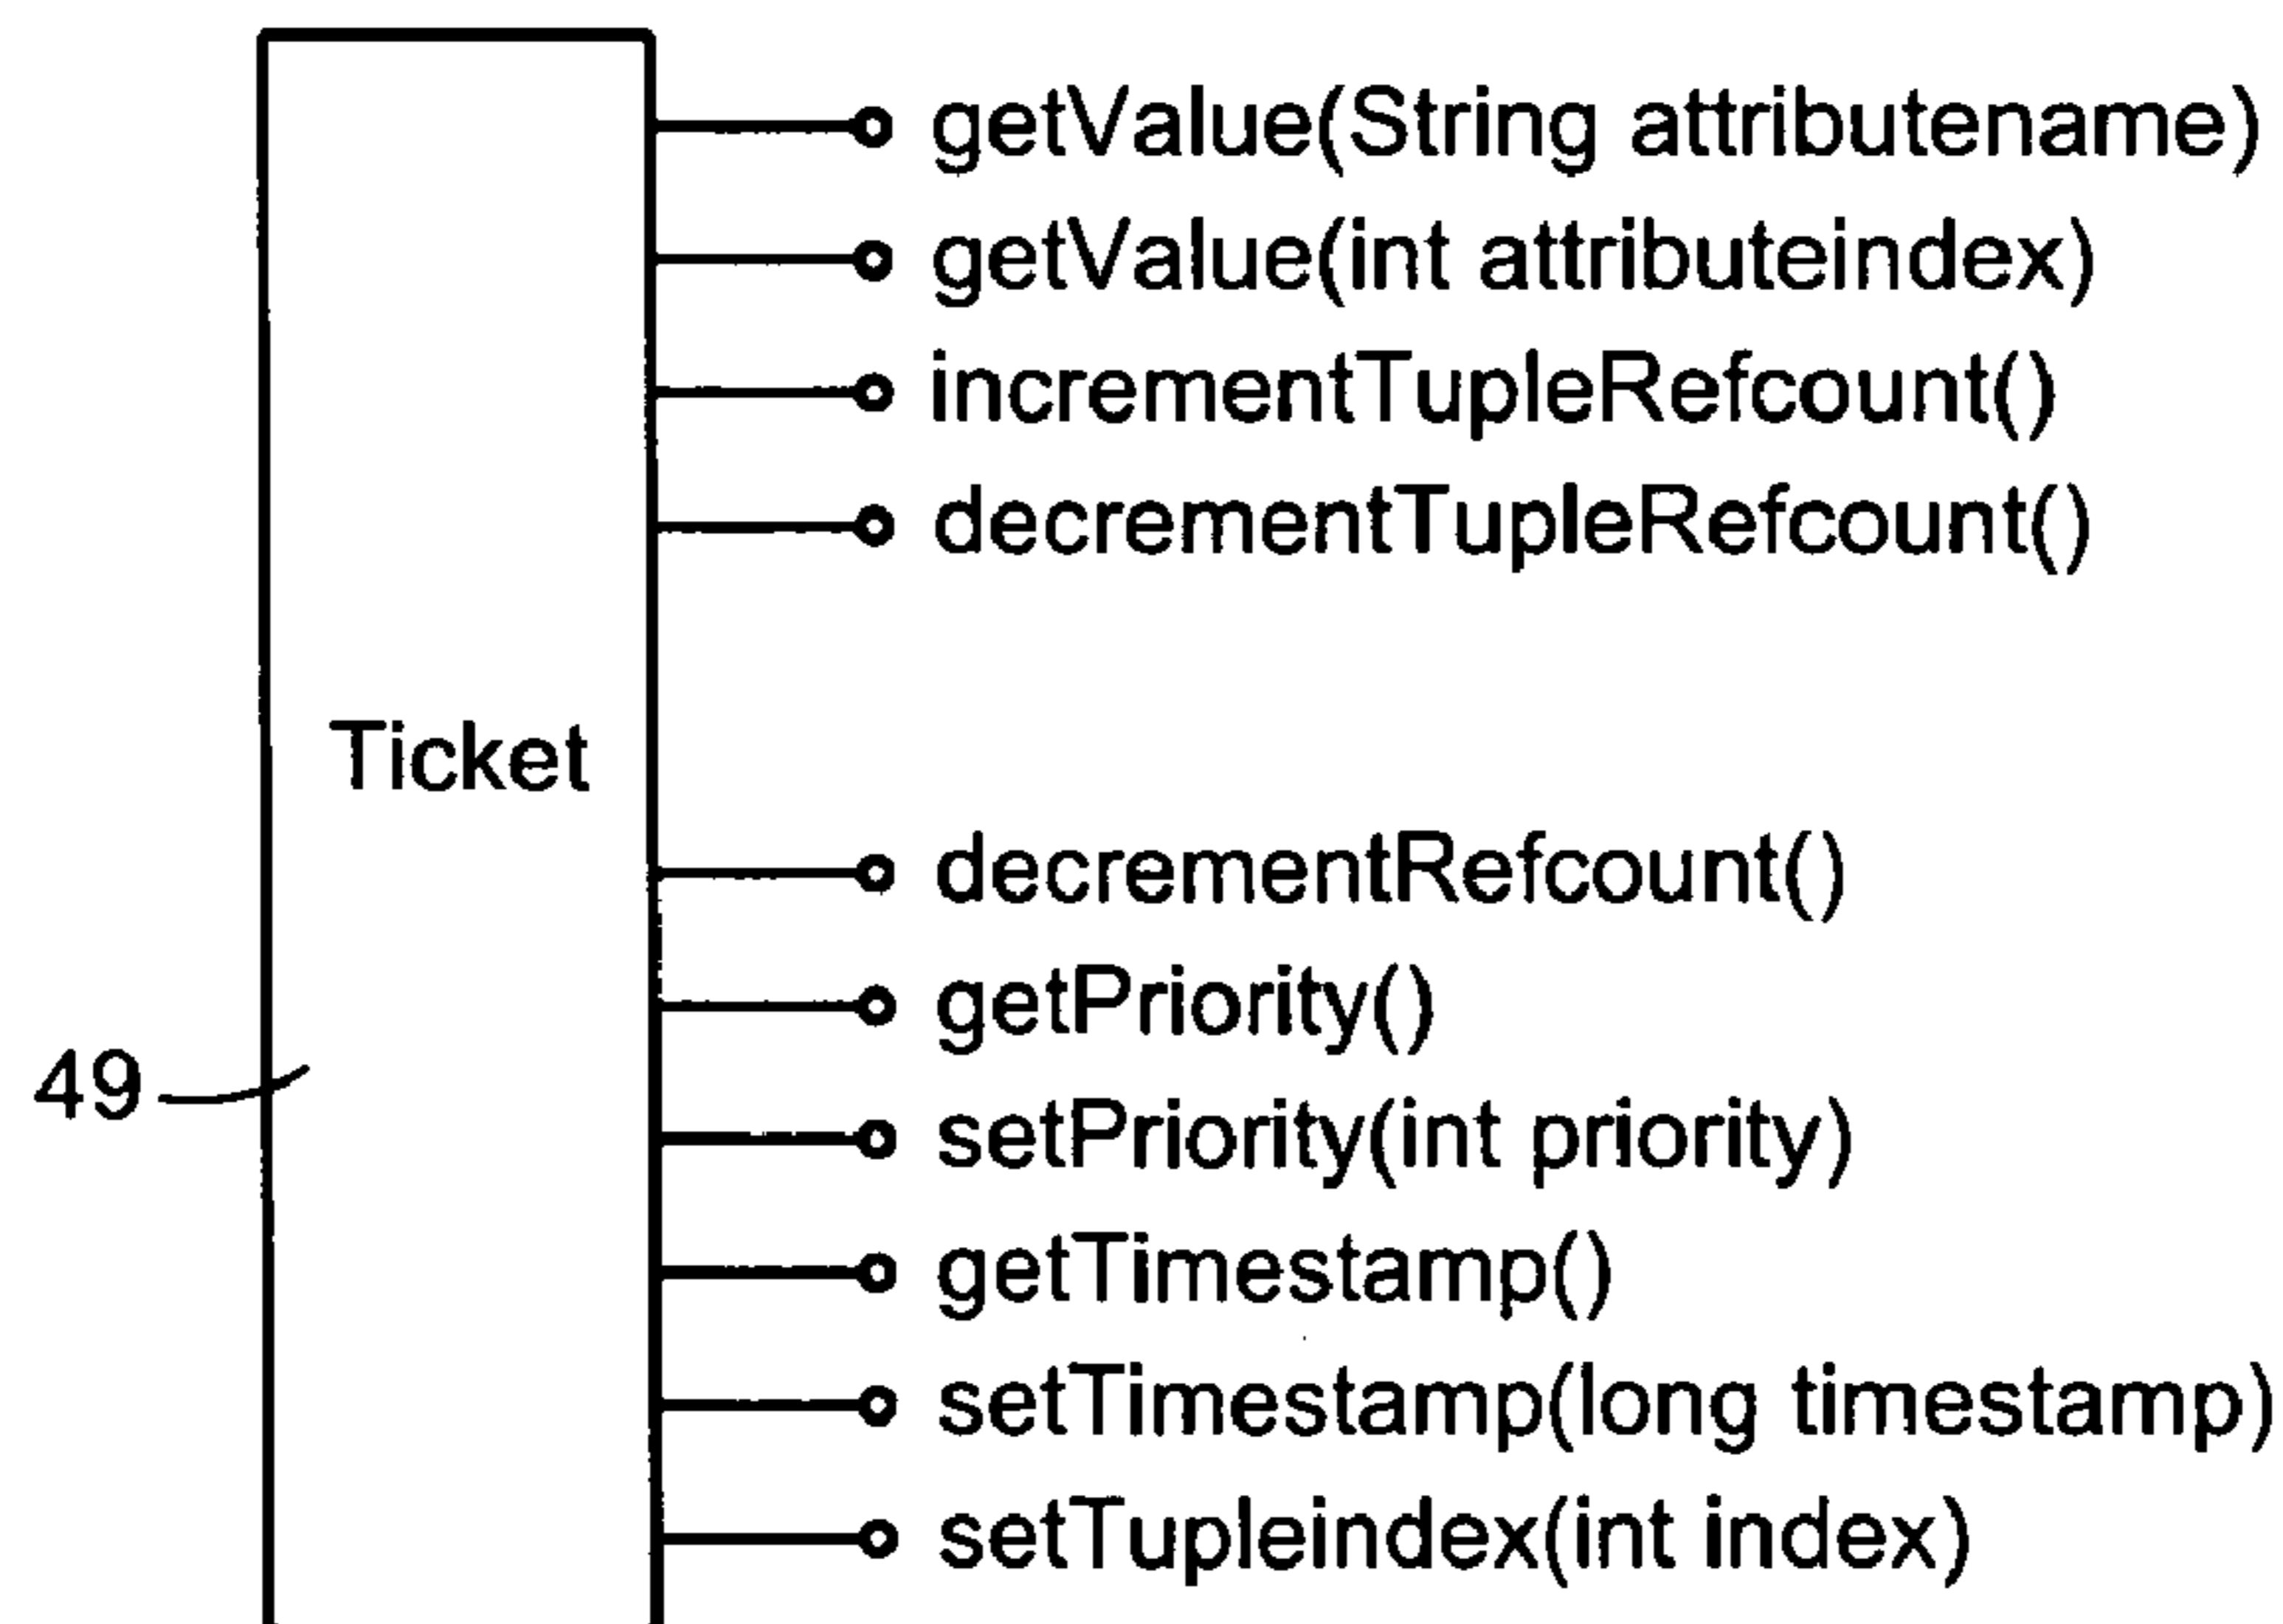 getValue(String attributename)
getValue(int attributeindex)
incrementTupleRefcount()
decrementTupleRefcount()
Ticket
decrementRefcount()
getPriority()
49
setPriority(int priority)
getTimestamp()
setTimestamp(long timestamp)
setTupleindex(int index)